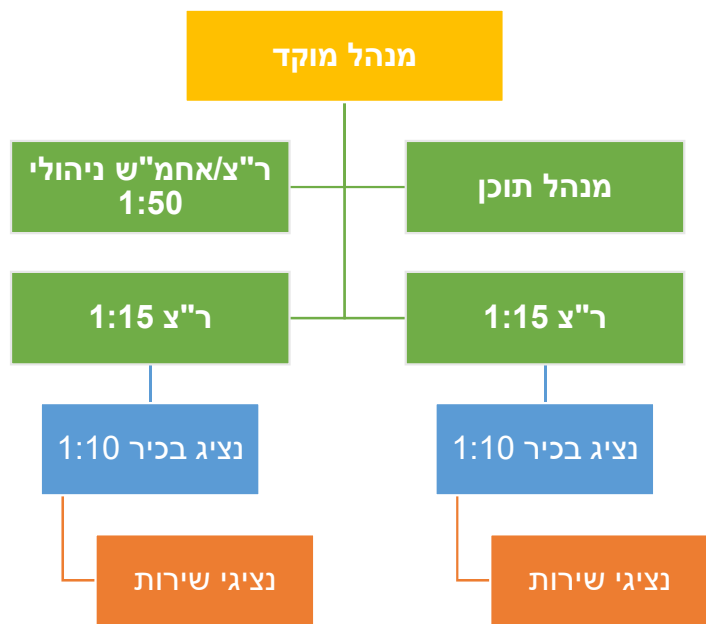 מנהל מוקד
מנהל תוכן
ר"צ/אחמ"ש ניהולי
1:50
ר"צ 1:15
ר"צ 1:15
נציג בכיר 1:10
נציג בכיר 1:10
נציגי שירות
נציגי שירות